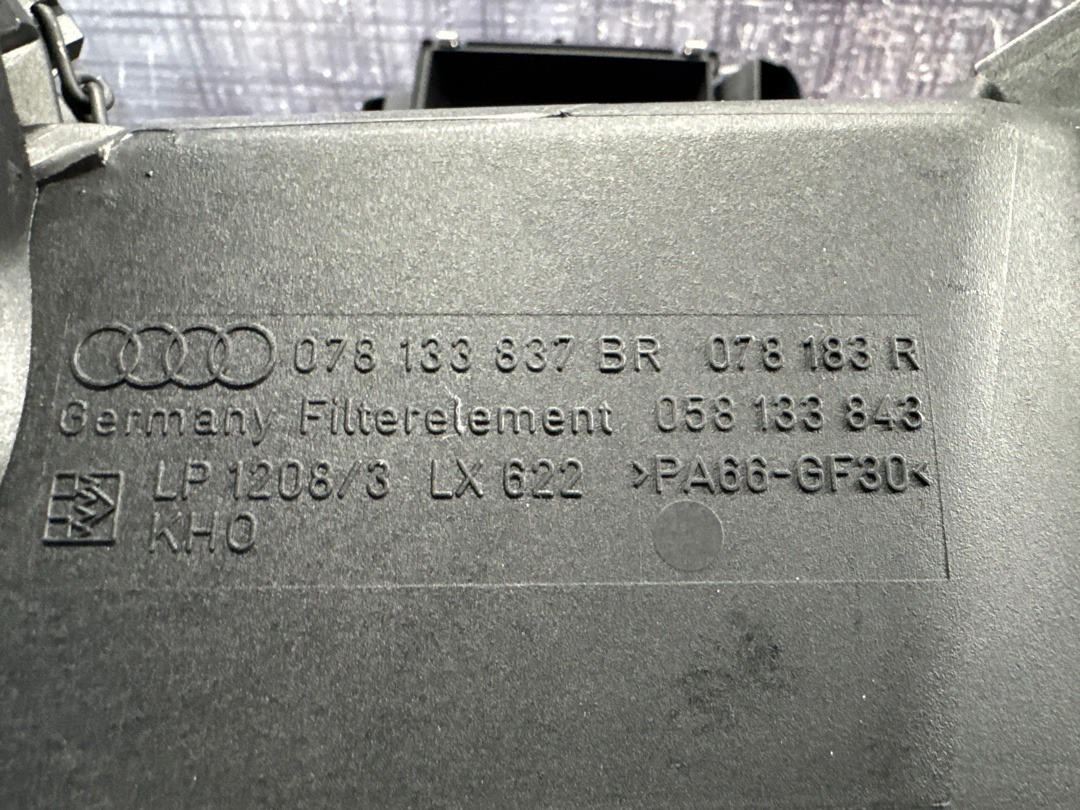 078 133 837 BR 078 183 R
Germany Filterelement 058 133 843
LP 1208/3 LX 622 >PA66-GF30<
KHO